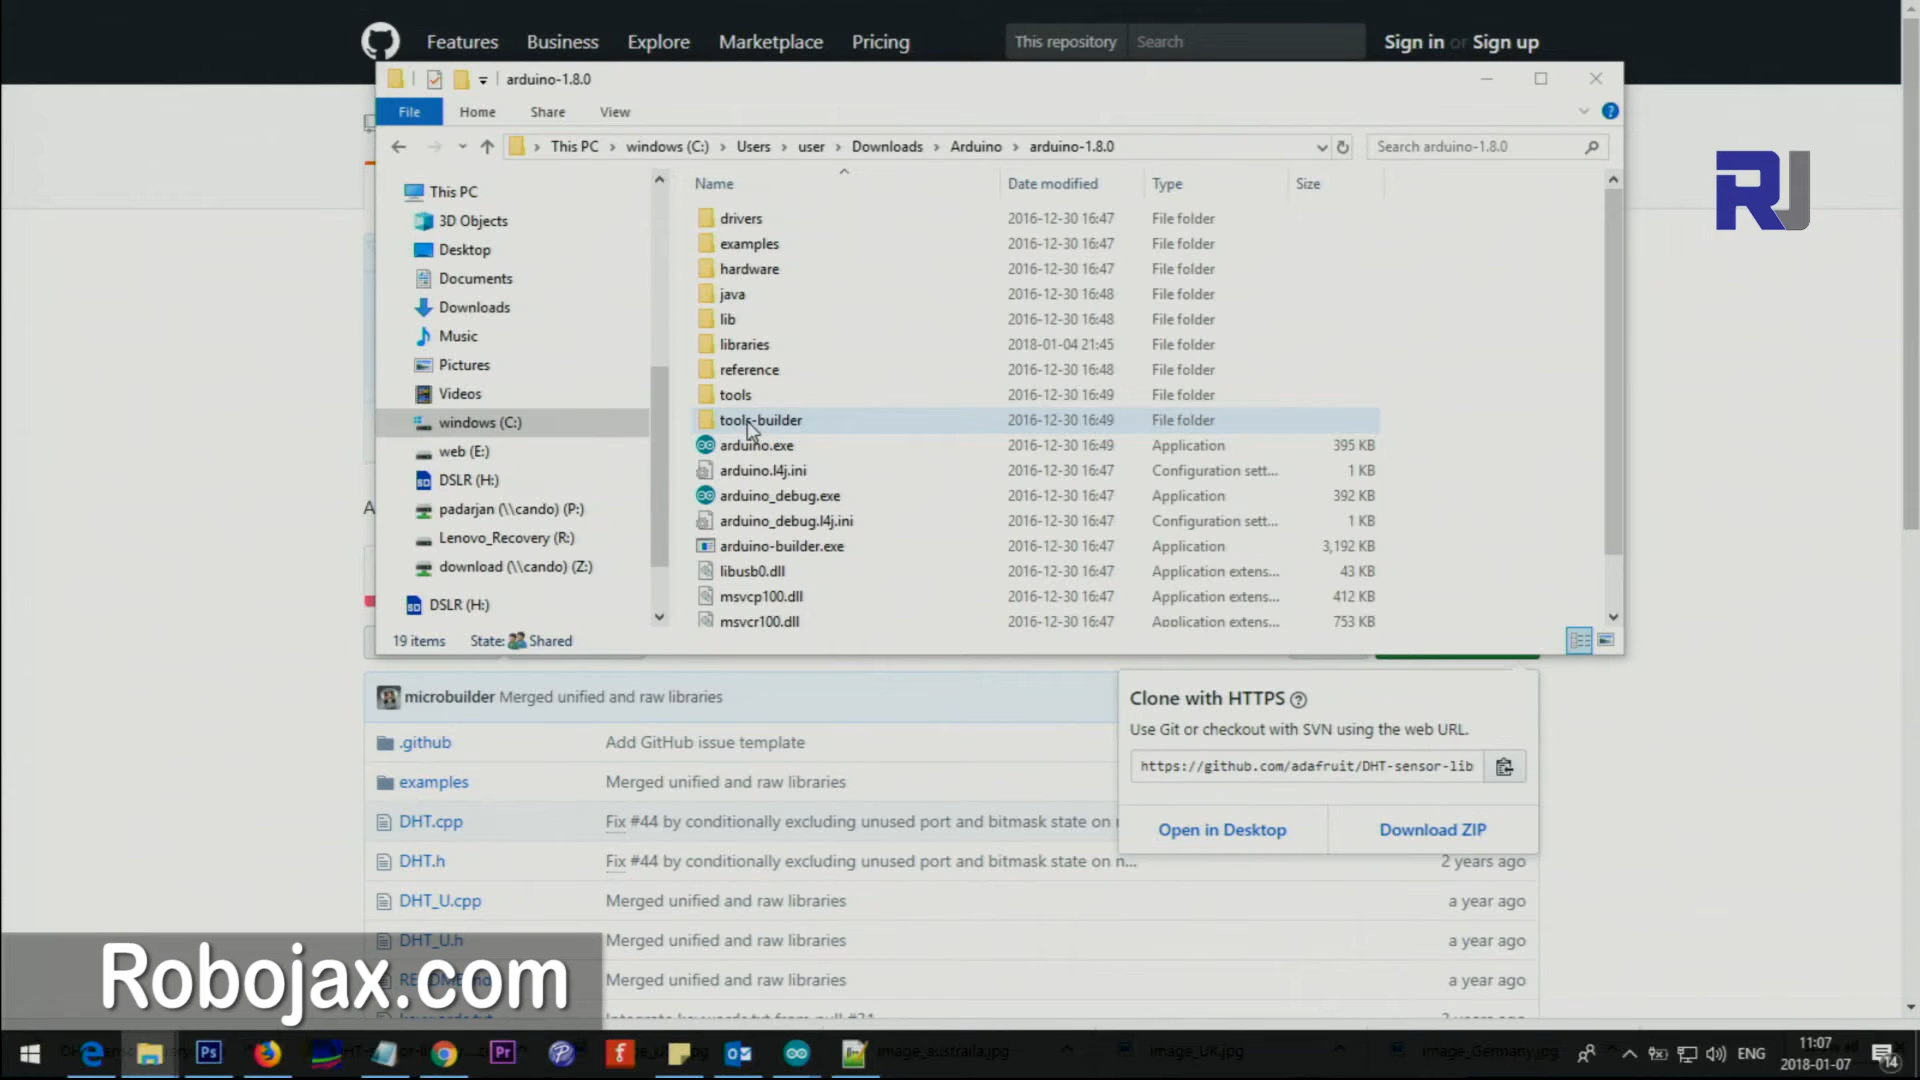 Features Business Explore Marketplace Pricing This repository Search Sign in or Sign up
arduino-1.8.0
File Home Share View
This PC windows (C:) Users user Downloads Arduino arduino-1.8.0 Search arduino-1.8.0
RJ
Name Date modified Type Size
This PC
3D Objects
Desktop
Documents
Downloads
Music
Pictures
Videos
windows (C:)
web (E:)
DSLR (H:)
padarjan (\\cando) (P:)
Lenovo_Recovery (R:)
download (\\cando) (Z:)
DSLR (H:)
drivers 2016-12-30 16:47 File folder
examples 2016-12-30 16:47 File folder
hardware 2016-12-30 16:47 File folder
java 2016-12-30 16:48 File folder
lib 2016-12-30 16:48 File folder
libraries 2018-01-04 21:45 File folder
reference 2016-12-30 16:48 File folder
tools 2016-12-30 16:49 File folder
tools-builder 2016-12-30 16:49 File folder
arduino.exe 2016-12-30 16:49 Application 395 KB
arduino.l4j.ini 2016-12-30 16:47 Configuration sett... 1 KB
arduino_debug.exe 2016-12-30 16:47 Application 392 KB
arduino_debug.l4j.ini 2016-12-30 16:47 Configuration sett... 1 KB
arduino-builder.exe 2016-12-30 16:47 Application 3,192 KB
libusb0.dll 2016-12-30 16:47 Application extens... 43 KB
msvcp100.dll 2016-12-30 16:47 Application extens... 412 KB
msvcr100.dll 2016-12-30 16:47 Application extens... 753 KB
19 items State: Shared
microbuilder Merged unified and raw libraries
.github Add GitHub issue template
examples Merged unified and raw libraries
DHT.cpp Fix #44 by conditionally excluding unused port and bitmask state on
DHT.h Fix #44 by conditionally excluding unused port and bitmask state on n... 2 years ago
DHT_U.cpp Merged unified and raw libraries a year ago
DHT_U.h Merged unified and raw libraries a year ago
Merged unified and raw libraries a year ago
Clone with HTTPS
Use Git or checkout with SVN using the web URL.
https://github.com/adafruit/DHT-sensor-lib
Open in Desktop Download ZIP
Robojax.com
image_australia.jpg image_UK.jpg image_Germany.jpg
ENG 11:07
2018-01-07
14